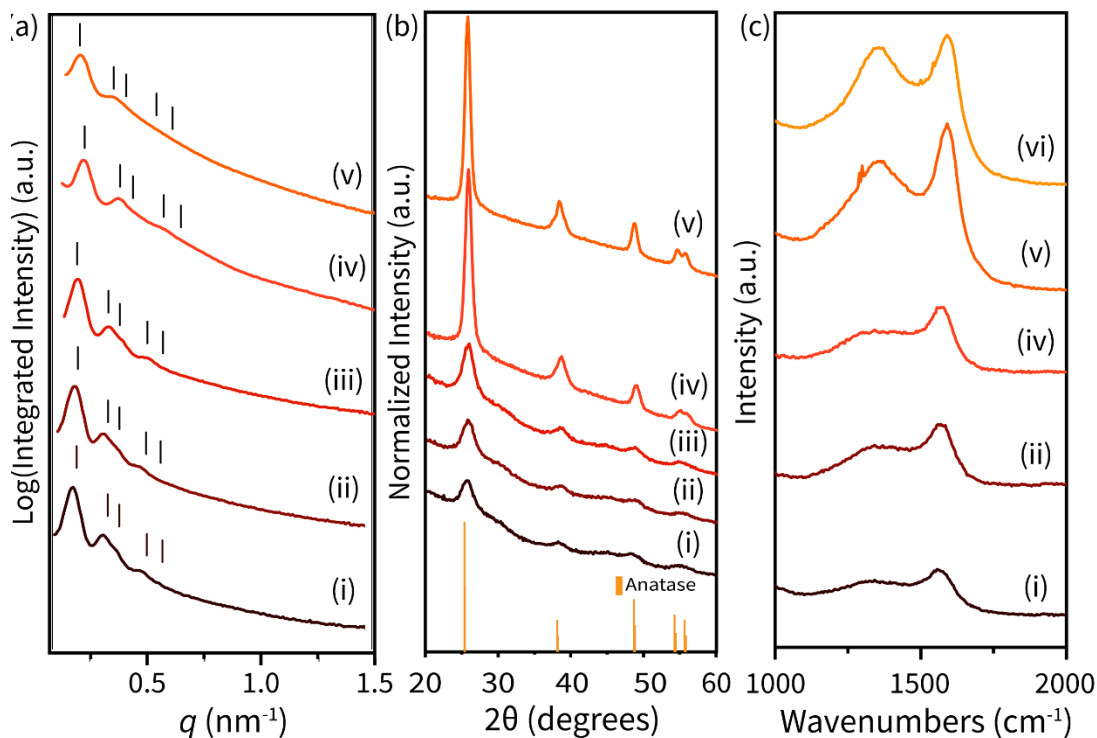 a)
Log(Integrated Intensity) (a.u.)
(v)
(iv)
(iii)
(ii)
(i)
0.5
1.0
1.5
q (nm⁻¹)
(b)
Normalized Intensity (a.u.)
(v)
(iv)
(iii)
(ii)
(i)
Anatase
20
30
40
50
60
2θ (degrees)
(c)
Intensity (a.u.)
(vi)
(v)
(iv)
(ii)
(i)
1000
1500
2000
Wavenumbers (cm⁻¹)